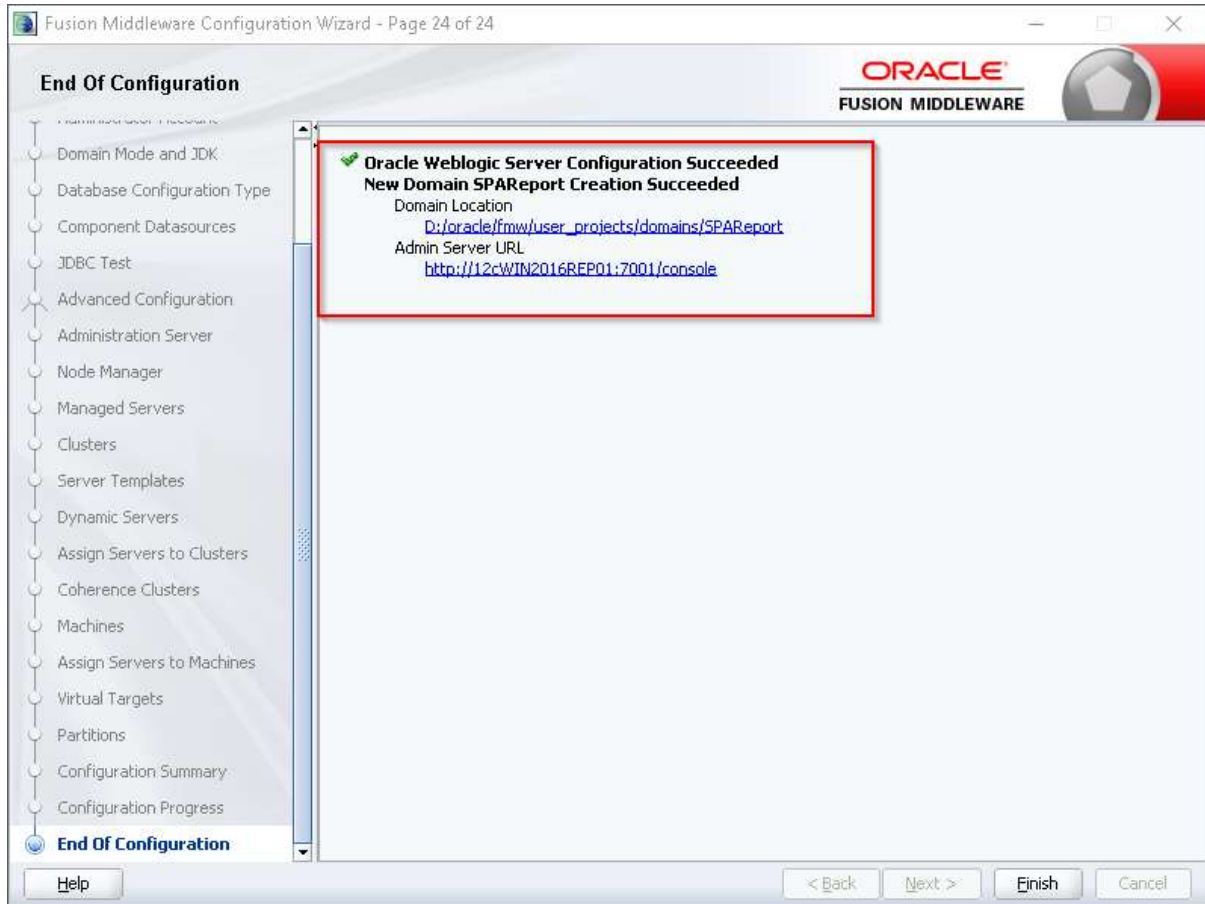 Fusion Middleware Configuration Wizard - Page 24 of 24
End Of Configuration
ORACLE
FUSION MIDDLEWARE
Domain Mode and JDK
Database Configuration Type
Component Datasources
JDBC Test
Advanced Configuration
Administration Server
Node Manager
Managed Servers
Clusters
Server Templates
Dynamic Servers
Assign Servers to Clusters
Coherence Clusters
Machines
Assign Servers to Machines
Virtual Targets
Partitions
Configuration Summary
Configuration Progress
End Of Configuration
Oracle Weblogic Server Configuration Succeeded
New Domain SPAReport Creation Succeeded
Domain Location
D:/oracle/fmw/user_projects/domains/SPAReport
Admin Server URL
http://12cWIN2016REP01:7001/console
Help
< Back
Next >
Finish
Cancel